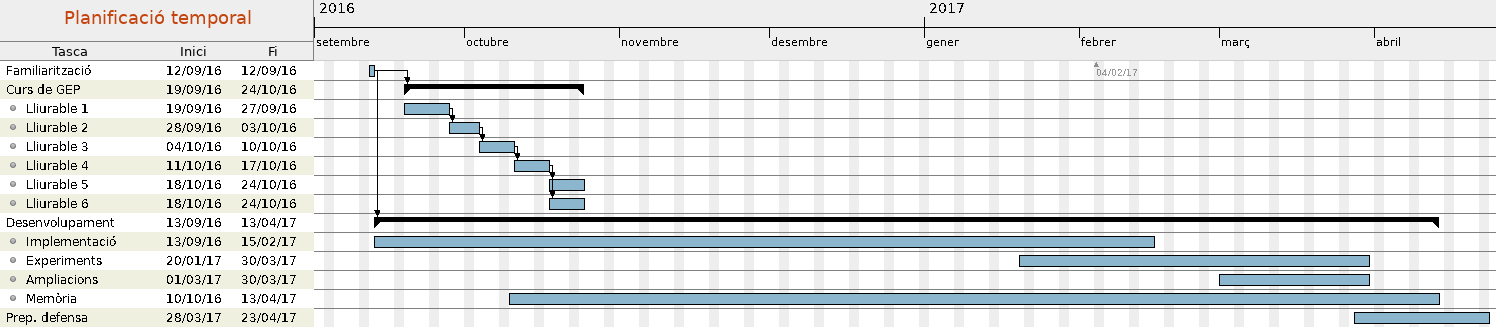 Planificació temporal
2016 2017
Tasca Inici Fi
setembre octubre novembre desembre gener febrer març abril
Familiarització 12/09/16 12/09/16
04/02/17
Curs de GEP 19/09/16 24/10/16
Lliurable 1 19/09/16 27/09/16
Lliurable 2 28/09/16 03/10/16
Lliurable 3 04/10/16 10/10/16
Lliurable 4 11/10/16 17/10/16
Lliurable 5 18/10/16 24/10/16
Lliurable 6 18/10/16 24/10/16
Desenvolupament 13/09/16 13/04/17
Implementació 13/09/16 15/02/17
Experiments 20/01/17 30/03/17
Ampliacions 01/03/17 30/03/17
Memòria 10/10/16 13/04/17
Prep. defensa 28/03/17 23/04/17